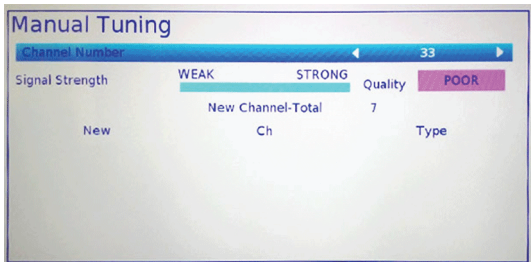 Manual Tuning
Channel Number 33
Signal Strength WEAK STRONG Quality POOR
New Channel-Total 7
New Ch Type